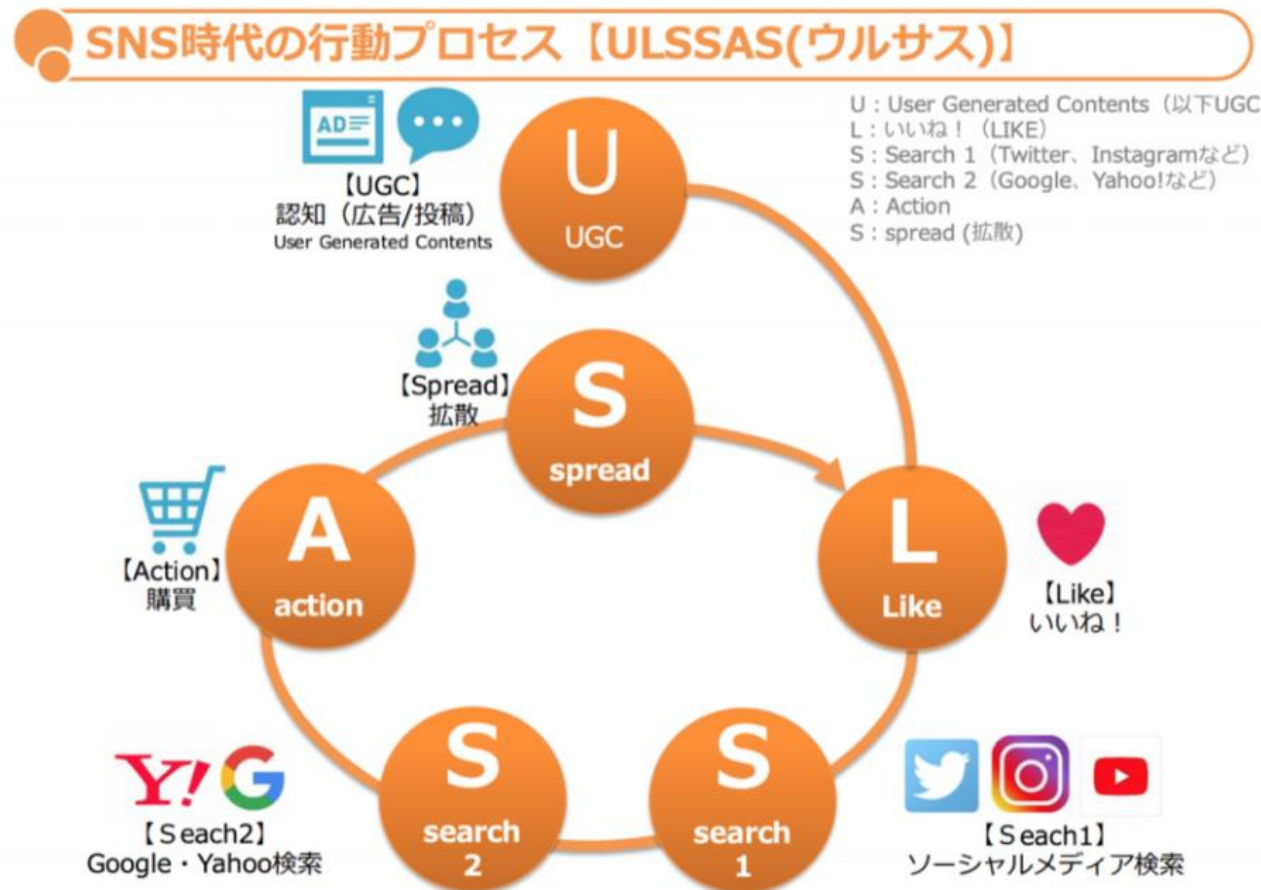 SNS時代の行動プロセス【ULSSAS(ウルサス)】
U : User Generated Contents（以下UGC
L : いいね！（LIKE）
S : Search 1（Twitter、Instagramなど）
S : Search 2（Google、Yahoo!など）
A : Action
S : spread (拡散)
AD
【UGC】
認知（広告/投稿）
User Generated Contents
U
UGC
【Spread】
拡散
S
spread
【Action】
購買
A
action
L
Like
【Like】
いいね！
Y!
G
【Ｓeach2】
Google・Yahoo検索
S
search
2
S
search
1
【Ｓeach1】
ソーシャルメディア検索